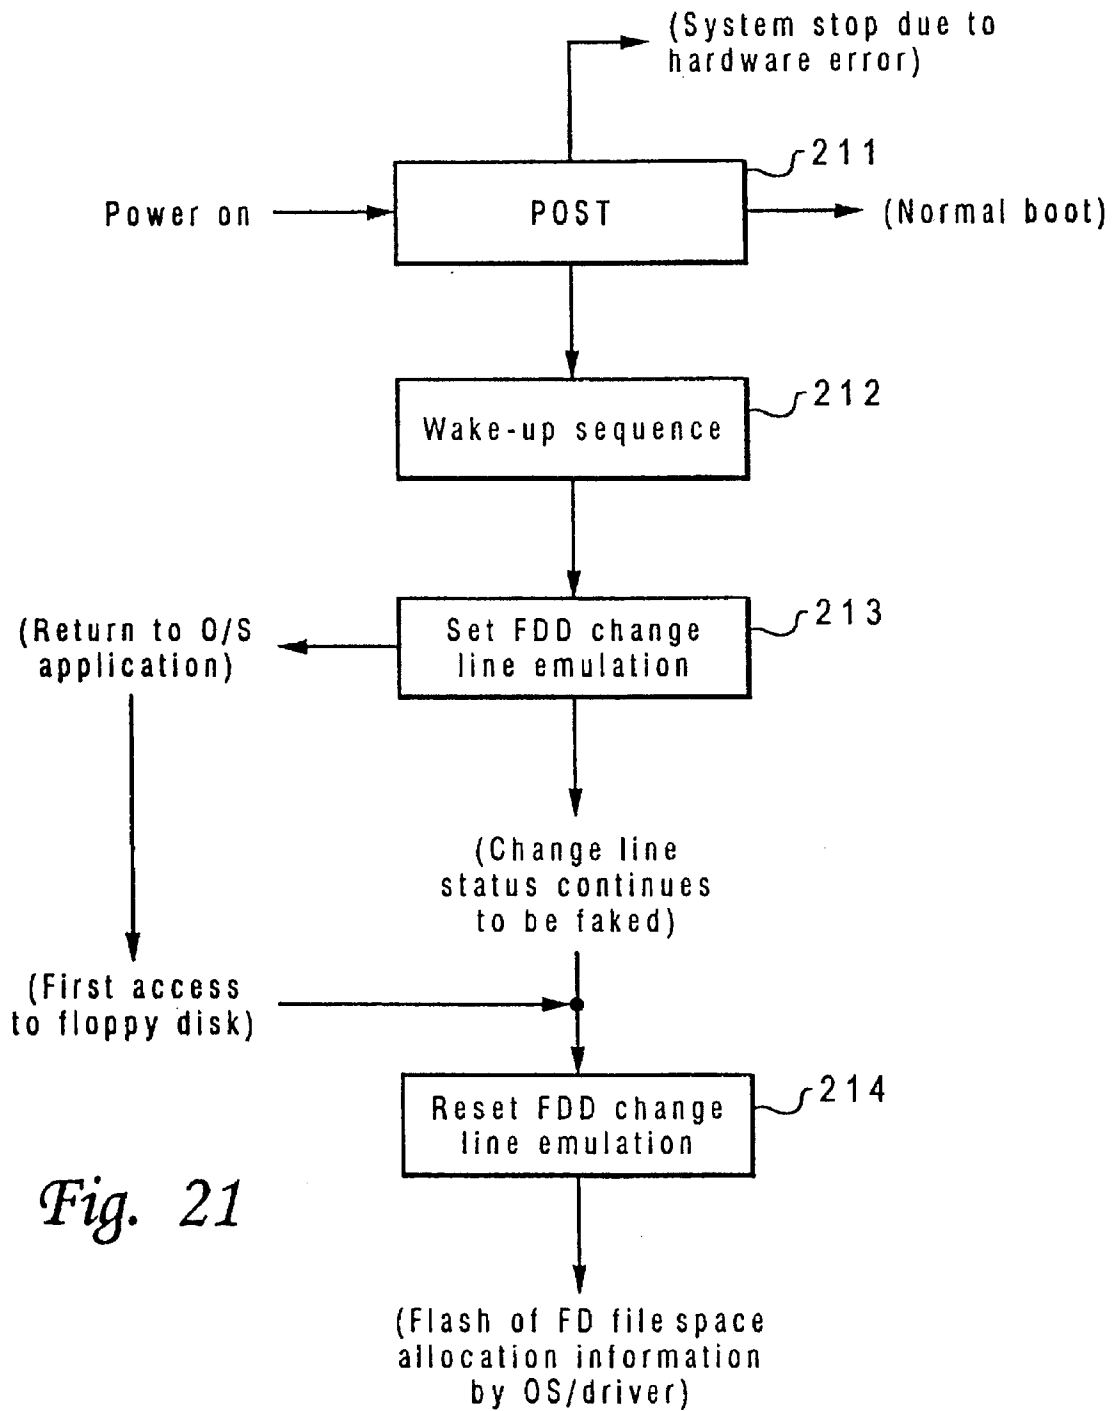 (System stop due to
hardware error)
211
Power on
POST
(Normal boot)
212
Wake-up sequence
213
(Return to O/S
application)
Set FDD change
line emulation
(Change line
status continues
to be faked)
(First access
to floppy disk)
214
Reset FDD change
line emulation
Fig. 21
(Flash of FD file space
allocation information
by OS/driver)